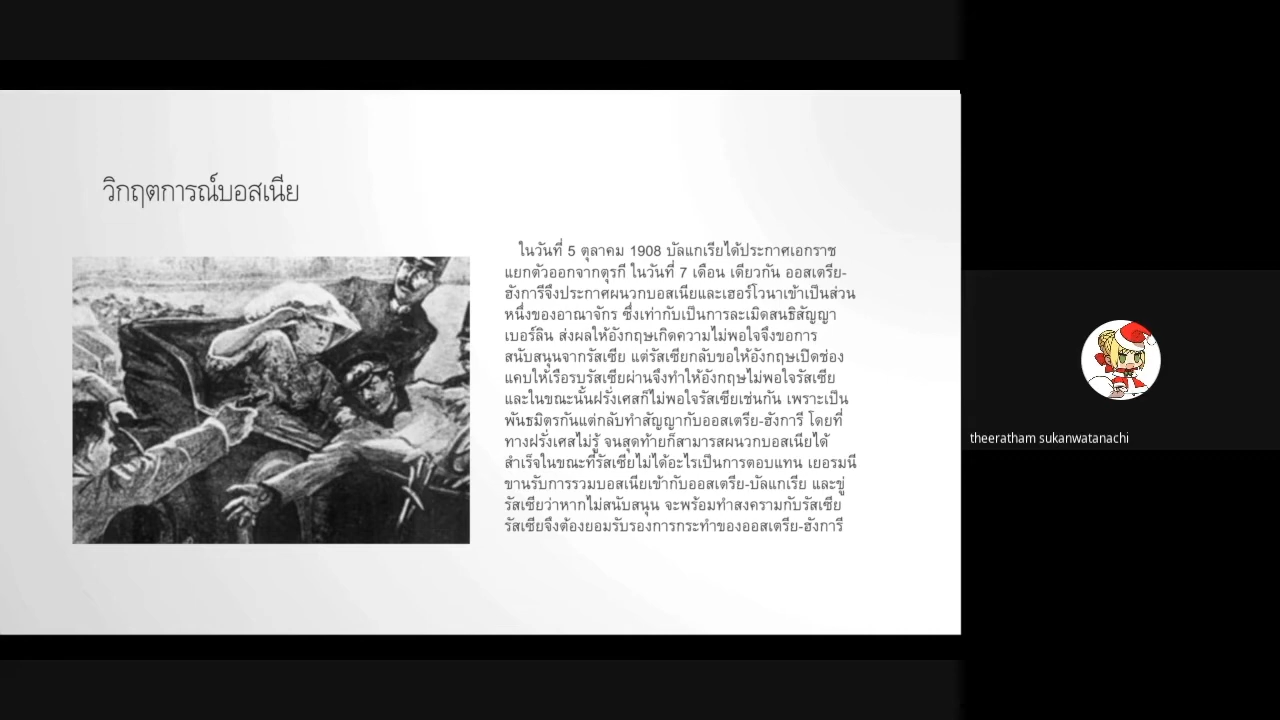 วิกฤตการณ์บอสเนีย
ในวันที่ 5 ตุลาคม 1908 บัลแกเรียได้ประกาศเอกราช
แยกตัวออกจากตุรกี ในวันที่ 7 เดือน เดียวกัน ออสเตรีย-
ฮังการีจึงประกาศผนวกบอสเนียและเฮอร์โวนาเข้าเป็นส่วน
หนึ่งของอาณาจักร ซึ่งเท่ากับเป็นการละเมิดสนธิสัญญา
เบอร์ลิน ส่งผลให้อังกฤษเกิดความไม่พอใจจึงขอการ
สนับสนุนจากรัสเซีย แต่รัสเซียกลับขอให้อังกฤษเปิดช่อง
แคบให้เรือรบรัสเซียผ่านจึงทำให้อังกฤษไม่พอใจรัสเซีย
และในขณะนั้นฝรั่งเศสก็ไม่พอใจรัสเซียเช่นกัน เพราะเป็น
พันธมิตรกันแต่กลับทำสัญญากับออสเตรีย-ฮังการี โดยที่
ทางฝรั่งเศสไม่รู้ จนสุดท้ายก็สามารสผนวกบอสเนียได้
สำเร็จในขณะที่รัสเซียไม่ได้อะไรเป็นการตอบแทน เยอรมนี
ขานรับการรวมบอสเนียเข้ากับออสเตรีย-บัลแกเรีย และขู่
รัสเซียว่าหากไม่สนับสนุน จะพร้อมทำสงครามกับรัสเซีย
รัสเซียจึงต้องยอมรับรองการกระทำของออสเตรีย-ฮังการี
theeratham sukanwatanachi